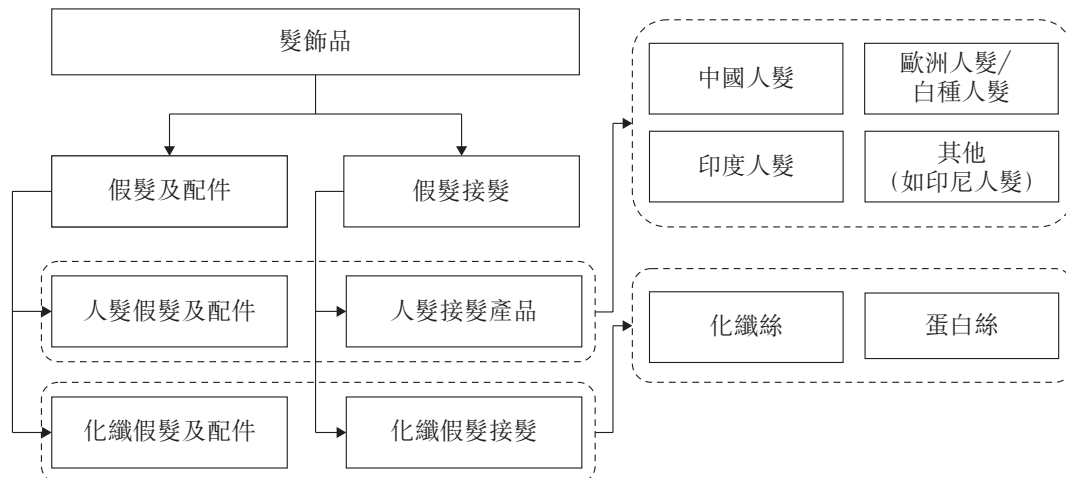 髮飾品
假髮及配件
假髮接髮
人髮假髮及配件
人髮接髮產品
化纖假髮及配件
化纖假髮接髮
中國人髮
歐洲人髮/
白種人髮
印度人髮
其他
(如印尼人髮)
化纖絲
蛋白絲